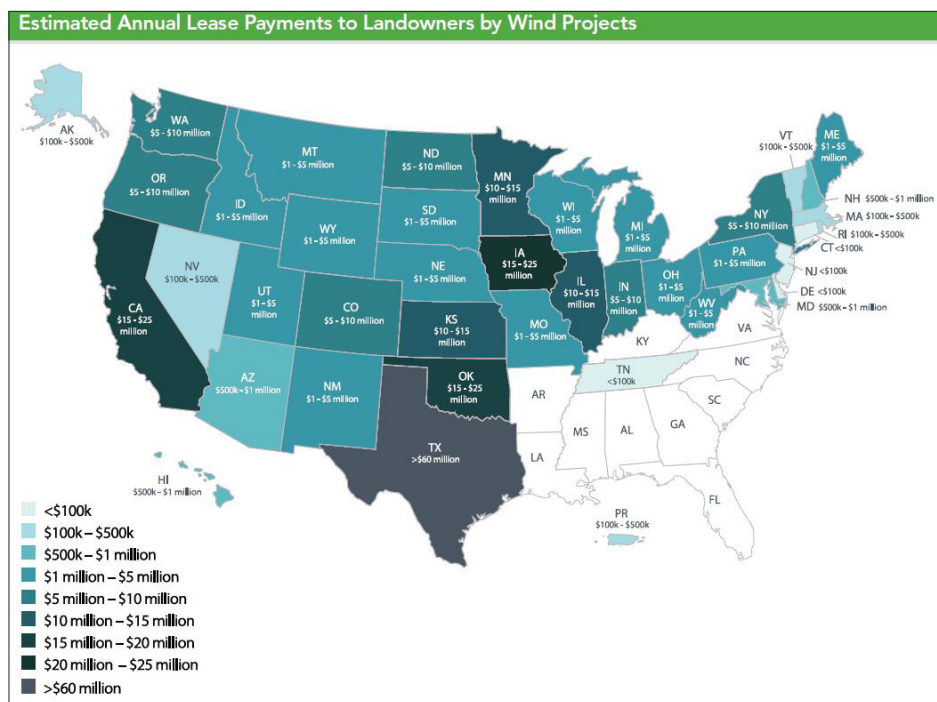 Estimated Annual Lease Payments to Landowners by Wind Projects
AK
$100k - $500k
WA
$5 - $10 million
OR
$5 - $10
million
CA
$15 - $25
million
NV
$100k - $500k
ID
$1 - $5 million
MT
$1 - $5 million
WY
$1 - $5 million
UT
$1 - $5
million
AZ
$500k - $1 million
CO
$5 - $10 million
NM
$1 - $5 million
ND
$5 - $10 million
SD
$1 - $5 million
NE
$1 - $5 million
KS
$10 - $15
million
OK
$15 - $25
million
TX
>$60 million
MN
$10 - $15
million
IA
$15 - $25
million
MO
$1 - $5 million
WI
$1 - $5
million
IL
$10 - $15
million
MI
$1 - $5
million
IN
$5 - $10
million
OH
$1 - $5
million
WV
$1 - $5
million
PA
$1 - $5 million
NY
$5 - $10 million
VT
$100k - $500k
ME
$1 - $5
million
NH $500k - $1 million
MA $100k - $500k
RI $100k - $500k
CT <$100k
NJ <$100k
DE <$100k
MD $500k - $1 million
KY
VA
NC
TN
<$100k
SC
AR
MS
AL
GA
LA
FL
HI
$500k - $1 million
PR
$100k - $500k
<$100k
$100k – $500k
$500k – $1 million
$1 million – $5 million
$5 million – $10 million
$10 million – $15 million
$15 million – $20 million
$20 million – $25 million
>$60 million